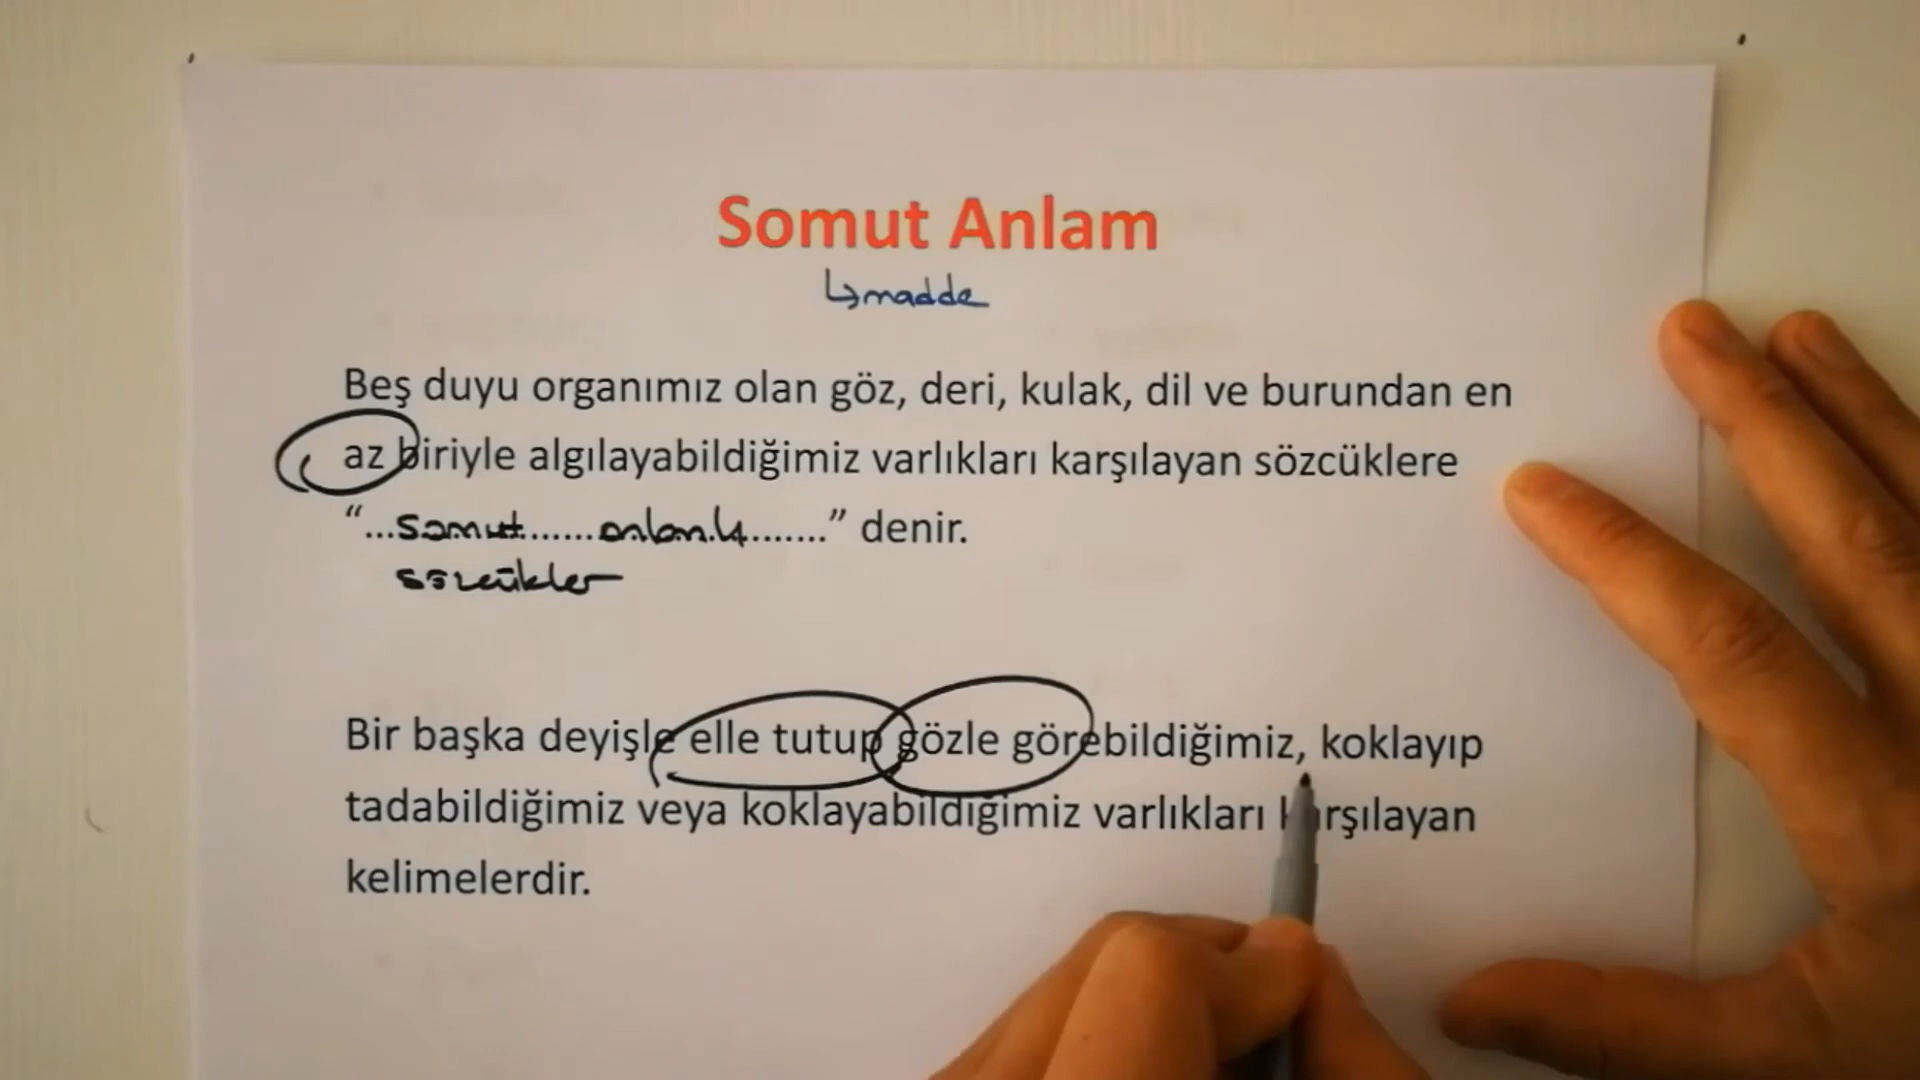 Somut Anlam
↳madde
Beş duyu organımız olan göz, deri, kulak, dil ve burundan en
az biriyle algılayabildiğimiz varlıkları karşılayan sözcüklere
“...somut......anlamlı.......” denir.
sözcükler
Bir başka deyişle elle tutup gözle görebildiğimiz, koklayıp
tadabildiğimiz veya koklayabildiğimiz varlıkları karşılayan
kelimelerdir.